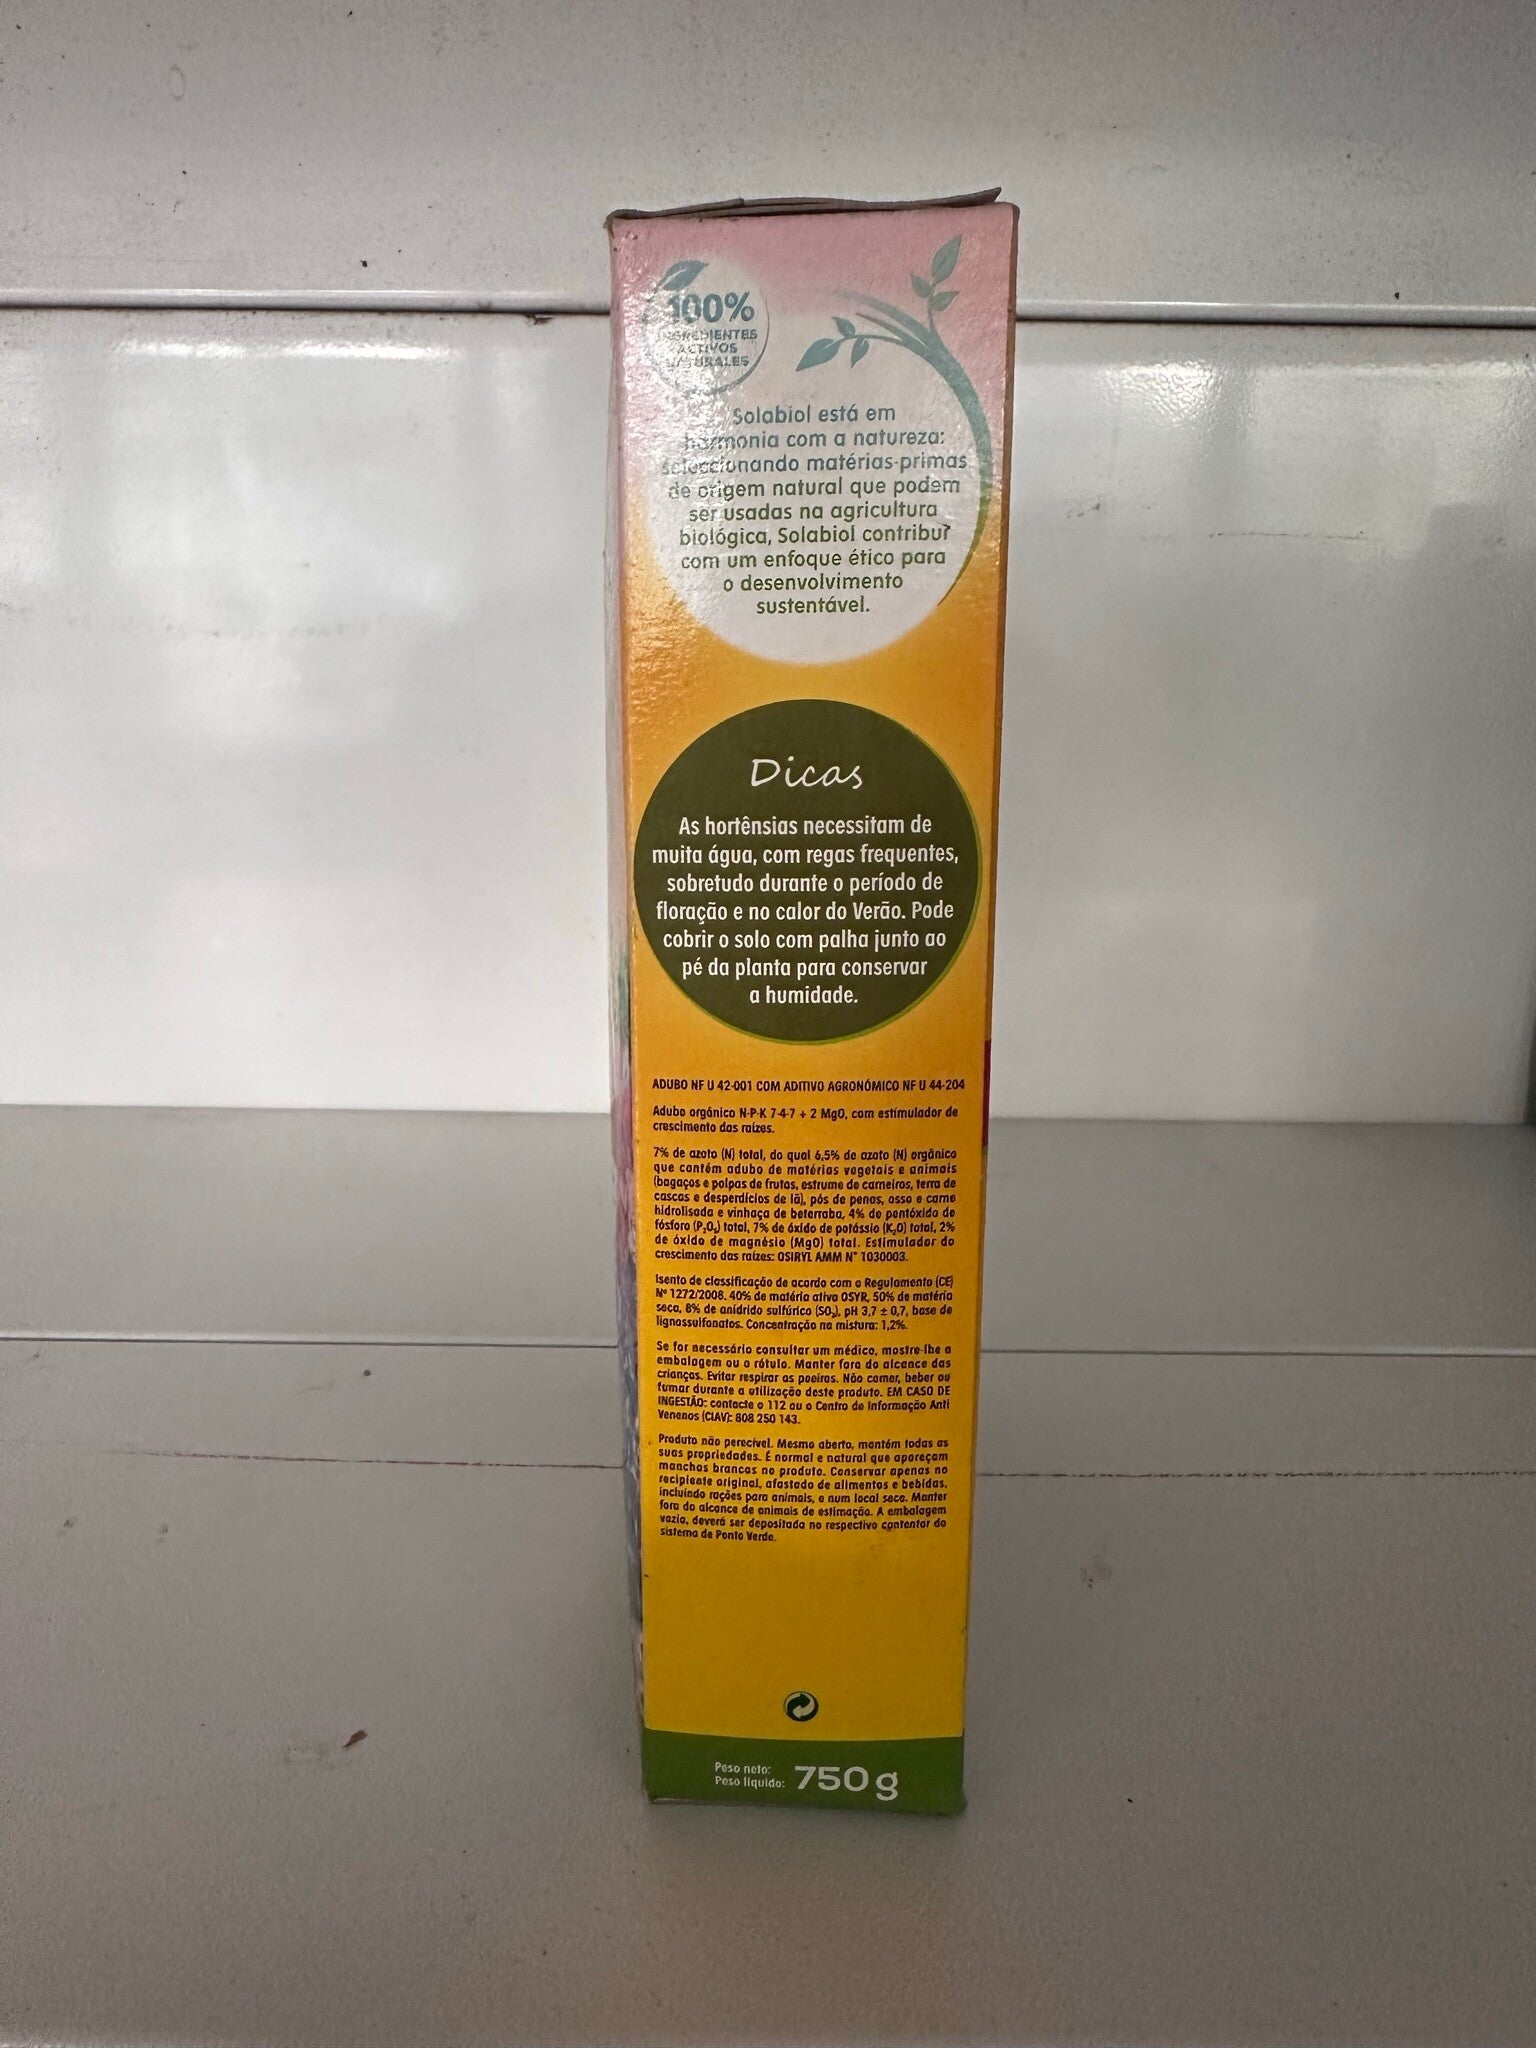 100%
INGREDIENTES
ACTIVOS
NATURALES
Solabiol está em
harmonia com a natureza:
seleccionando matérias-primas
de origem natural que podem
ser usadas na agricultura
biológica, Solabiol contribui
com um enfoque ético para
o desenvolvimento
sustentável.
Dicas
As hortênsias necessitam de
muita água, com regas frequentes,
sobretudo durante o período de
floração e no calor do Verão. Pode
cobrir o solo com palha junto ao
pé da planta para conservar
a humidade.
ADUBO NF U 42-001 COM ADITIVO AGRONÓMICO NF U 44-204
Adubo orgânico N-P-K 7-4-7 + 2 MgO, com estimulador de
crescimento das raízes.
7% de azoto (N) total, do qual 6,5% de azoto (N) orgânico
que contém adubo de matérias vegetais e animais
(bagaços e polpas de frutas, estrume de carneiros, terra de
cascas e desperdícios de lã), pós de penas, osso e carne
hidrolisada e vinhaça de beterraba, 4% de pentóxido de
fósforo (P₂O₅) total, 7% de óxido de potássio (K₂O) total, 2%
de óxido de magnésio (MgO) total. Estimulador do
crescimento das raízes: OSIRYL AMM N° 1030003.
Isento de classificação de acordo com o Regulamento (CE)
Nº 1272/2008. 40% de matéria ativa OSYR, 50% de matéria
seca, 8% de anídrido sulfúrico (SO₃), pH 3,7 ± 0,7, base de
lignossulfonatos. Concentração na mistura: 1,2%.
Se for necessário consultar um médico, mostre-lhe a
embalagem ou o rótulo. Manter fora do alcance das
crianças. Evitar respirar as poeiras. Não comer, beber ou
fumar durante a utilização deste produto. EM CASO DE
INGESTÃO: contacte o 112 ou o Centro de Informação Anti
Venenos (CIAV): 808 250 143.
Produto não perecível. Mesmo aberto, mantém todas as
suas propriedades. É normal e natural que apareçam
manchas brancas no produto. Conservar apenas no
recipiente original, afastado de alimentos e bebidas,
incluindo rações para animais, e num local seco. Manter
fora do alcance de animais de estimação. A embalagem
vazia, deverá ser depositada no respectivo contentor do
sistema de Ponto Verde.
Peso neto:
Peso líquido: 750 g